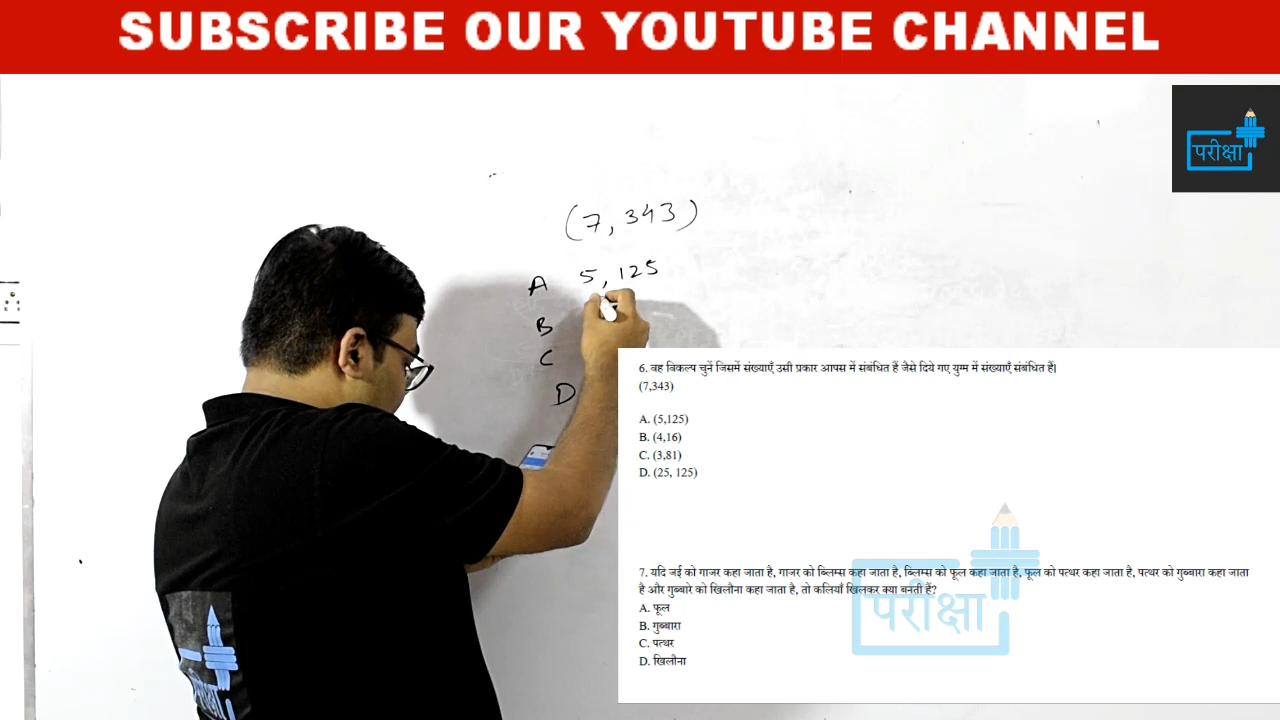 SUBSCRIBE OUR YOUTUBE CHANNEL
परीक्षा
(7, 343)
A 5, 125
B
C
D
6. वह विकल्प चुनें जिसमें संख्याएँ उसी प्रकार आपस में संबंधित हैं जैसे दिये गए युग्म में संख्याएँ संबंधित हैं।
(7,343)
A. (5,125)
B. (4,16)
C. (3,81)
D. (25, 125)
7. यदि जई को गाजर कहा जाता है, गाजर को ब्लिम्स कहा जाता है, ब्लिम्स को फूल कहा जाता है, फूल को पत्थर कहा जाता है, पत्थर को गुब्बारा कहा जाता
है और गुब्बारे को खिलौना कहा जाता है, तो कलियाँ खिलकर क्या बनती हैं?
A. फूल
B. गुब्बारा
C. पत्थर
D. खिलौना
परीक्षा
परीक्षा